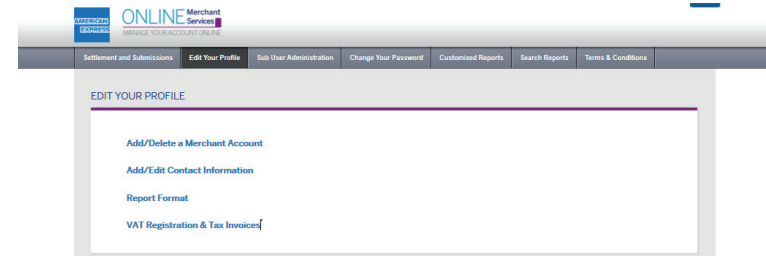 AMERICAN
EXPRESS
ONLINE Merchant
Services
MANAGE YOUR ACCOUNT ONLINE
Settlement and Submissions Edit Your Profile Sub User Administration Change Your Password Customized Reports Search Reports Terms & Conditions
EDIT YOUR PROFILE
Add/Delete a Merchant Account
Add/Edit Contact Information
Report Format
VAT Registration & Tax Invoices